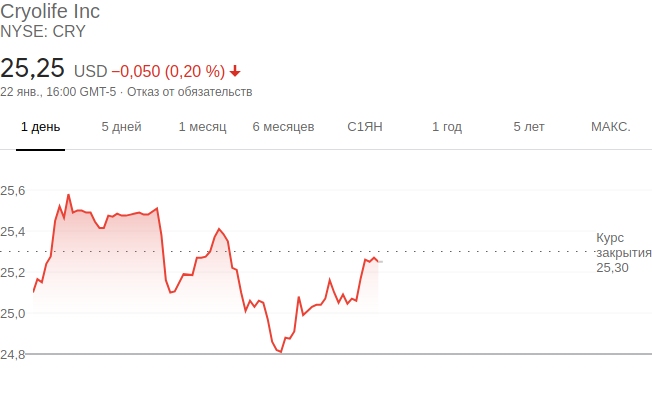 Cryolife Inc
NYSE: CRY
25,25 USD −0,050 (0,20 %)
22 янв., 16:00 GMT-5 · Отказ от обязательств
1 день 5 дней 1 месяц 6 месяцев С1ЯН 1 год 5 лет МАКС.
25,6
25,4
25,2
25,0
24,8
Курс
закрытия
25,30